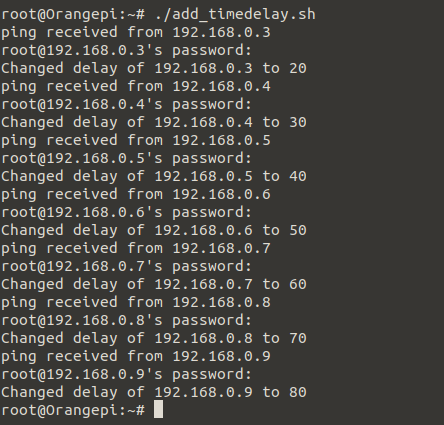 root@Orangepi:~# ./add_timedelay.sh
ping received from 192.168.0.3
root@192.168.0.3's password:
Changed delay of 192.168.0.3 to 20
ping received from 192.168.0.4
root@192.168.0.4's password:
Changed delay of 192.168.0.4 to 30
ping received from 192.168.0.5
root@192.168.0.5's password:
Changed delay of 192.168.0.5 to 40
ping received from 192.168.0.6
root@192.168.0.6's password:
Changed delay of 192.168.0.6 to 50
ping received from 192.168.0.7
root@192.168.0.7's password:
Changed delay of 192.168.0.7 to 60
ping received from 192.168.0.8
root@192.168.0.8's password:
Changed delay of 192.168.0.8 to 70
ping received from 192.168.0.9
root@192.168.0.9's password:
Changed delay of 192.168.0.9 to 80
root@Orangepi:~#